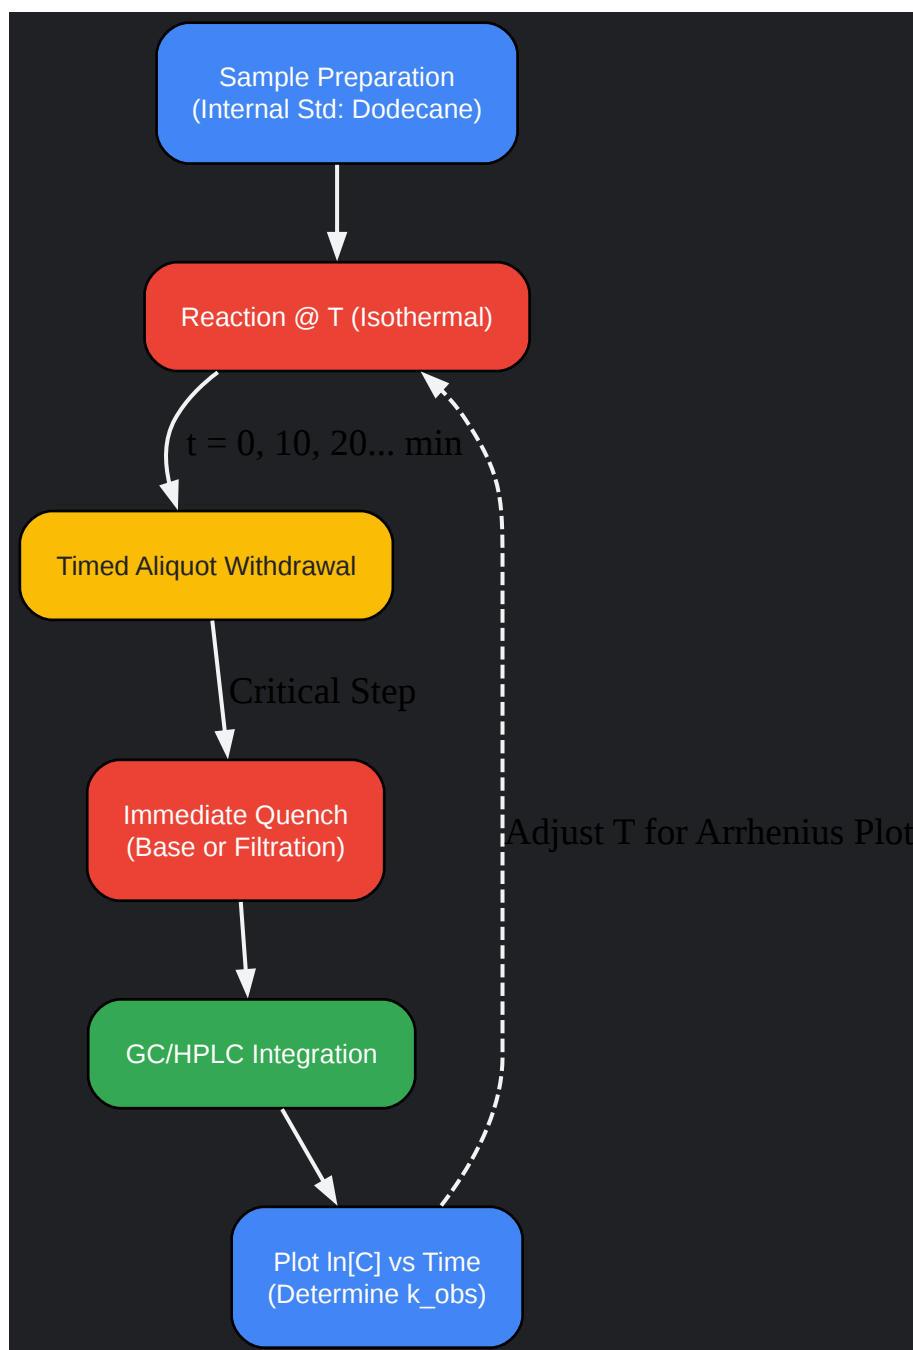 Sample Preparation
(Internal Std: Dodecane)
Reaction @ T (Isothermal)
t = 0, 10, 20... min
Timed Aliquot Withdrawal
Critical Step
Immediate Quench
(Base or Filtration)
Adjust T for Arrhenius Plot
GC/HPLC Integration
Plot ln[C] vs Time
(Determine k_obs)